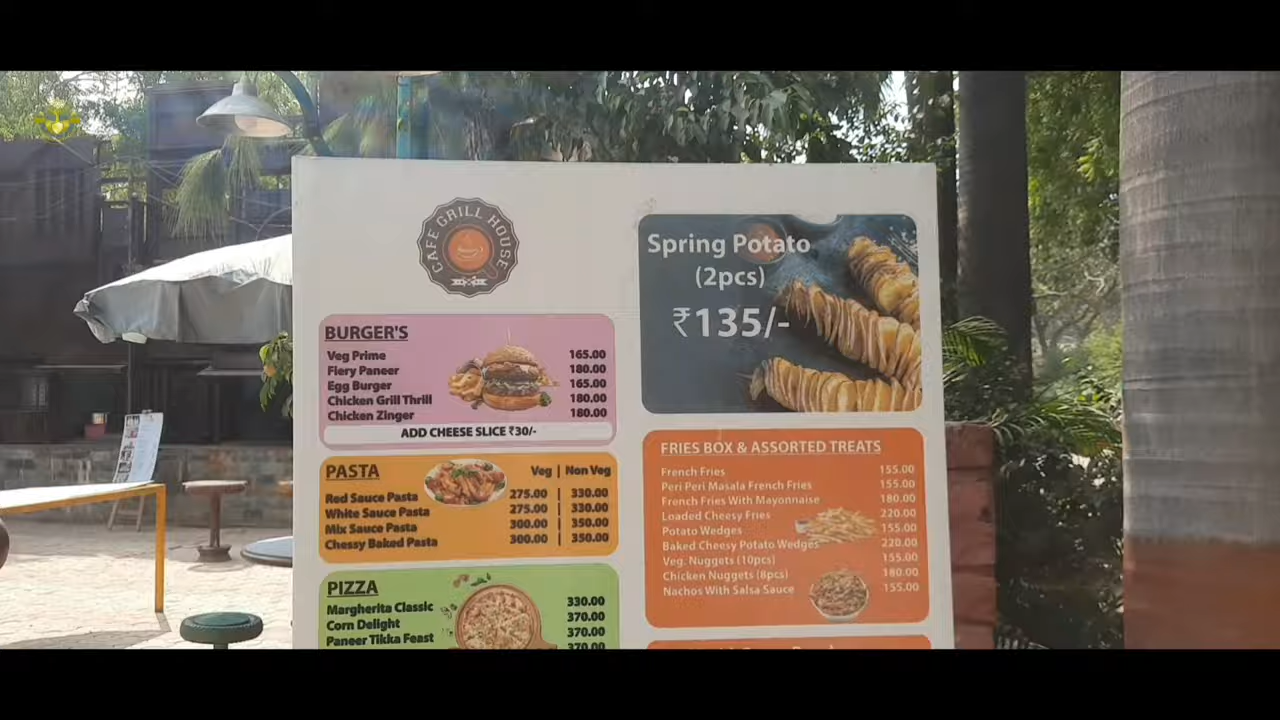 CAFE GRILL HOUSE
BURGER'S
Veg Prime 165.00
Fiery Paneer 180.00
Egg Burger 165.00
Chicken Grill Thrill 180.00
Chicken Zinger 180.00
ADD CHEESE SLICE ₹30/-
PASTA Veg | Non Veg
Red Sauce Pasta 275.00 | 330.00
White Sauce Pasta 275.00 | 330.00
Mix Sauce Pasta 300.00 | 350.00
Chessy Baked Pasta 300.00 | 350.00
PIZZA
Margherita Classic 330.00
Corn Delight 370.00
Paneer Tikka Feast 370.00
370.00
Spring Potato
(2pcs)
₹135/-
FRIES BOX & ASSORTED TREATS
French Fries 155.00
Peri Peri Masala French Fries 155.00
French Fries With Mayonnaise 180.00
Loaded Cheesy Fries 220.00
Potato Wedges 155.00
Baked Cheesy Potato Wedges 220.00
Veg. Nuggets (10pcs) 155.00
Chicken Nuggets (8pcs) 180.00
Nachos With Salsa Sauce 155.00